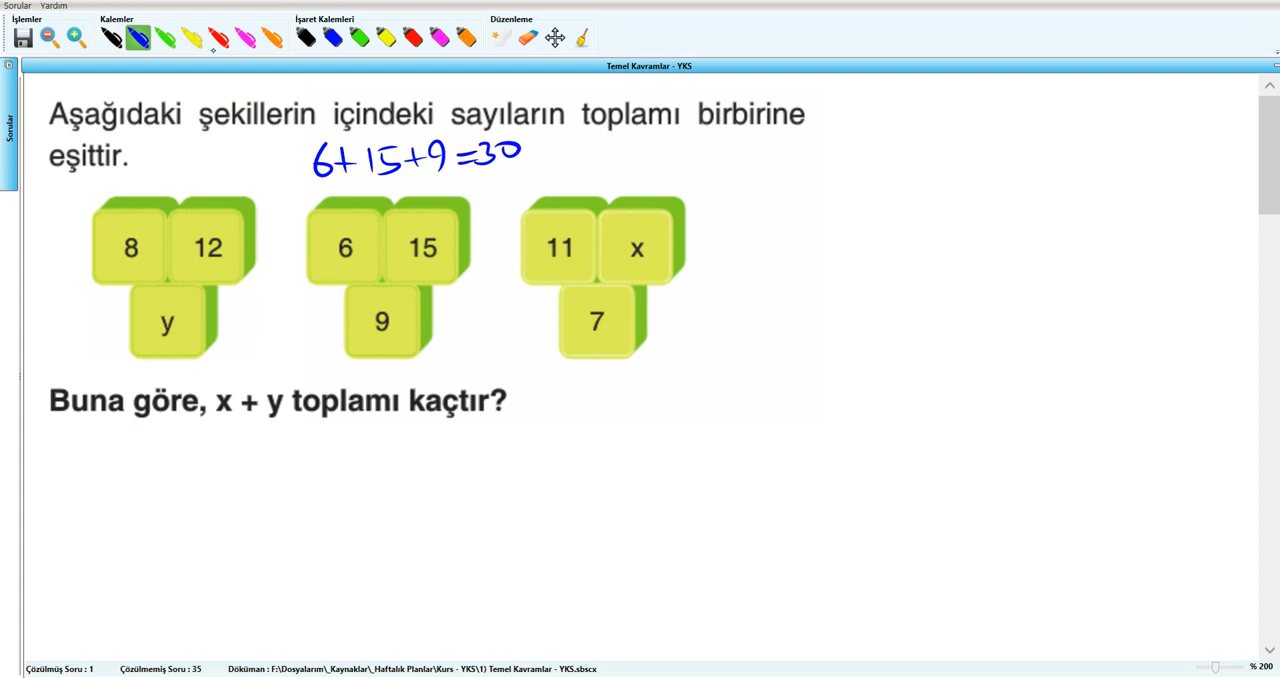 Sorular Yardım
İşlemler Kalemler İşaret Kalemleri Düzenleme
Temel Kavramlar - YKS
Sorular
Aşağıdaki şekillerin içindeki sayıların toplamı birbirine
eşittir.
6+15+9=30
8 12 6 15 11 x
y 9 7
Buna göre, x + y toplamı kaçtır?
Çözülmüş Soru : 1 Çözülmemiş Soru : 35 Döküman : F:\Dosyalarım\_Kaynaklar\_Haftalık Planlar\Kurs - YKS\1) Temel Kavramlar - YKS.sbscx % 200